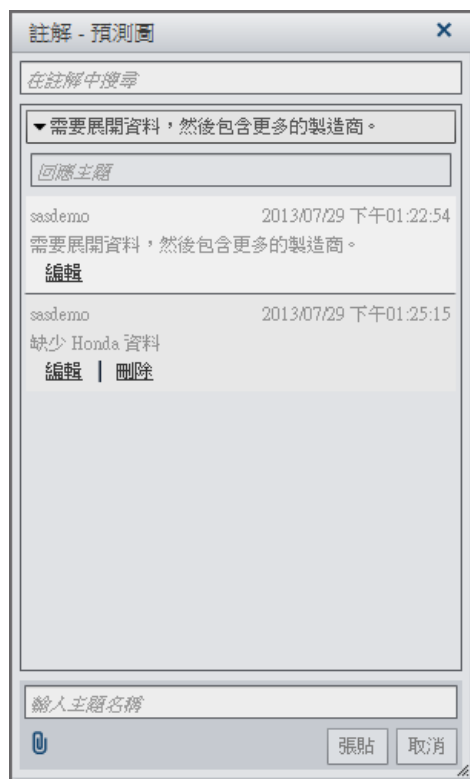 註解 - 預測圖
在註解中搜尋
需要展開資料，然後包含更多的製造商。
回應主題
sasdemo 2013/07/29 下午01:22:54
需要展開資料，然後包含更多的製造商。
編輯
sasdemo 2013/07/29 下午01:25:15
缺少 Honda 資料
編輯 | 刪除
輸入主題名稱
張貼 取消